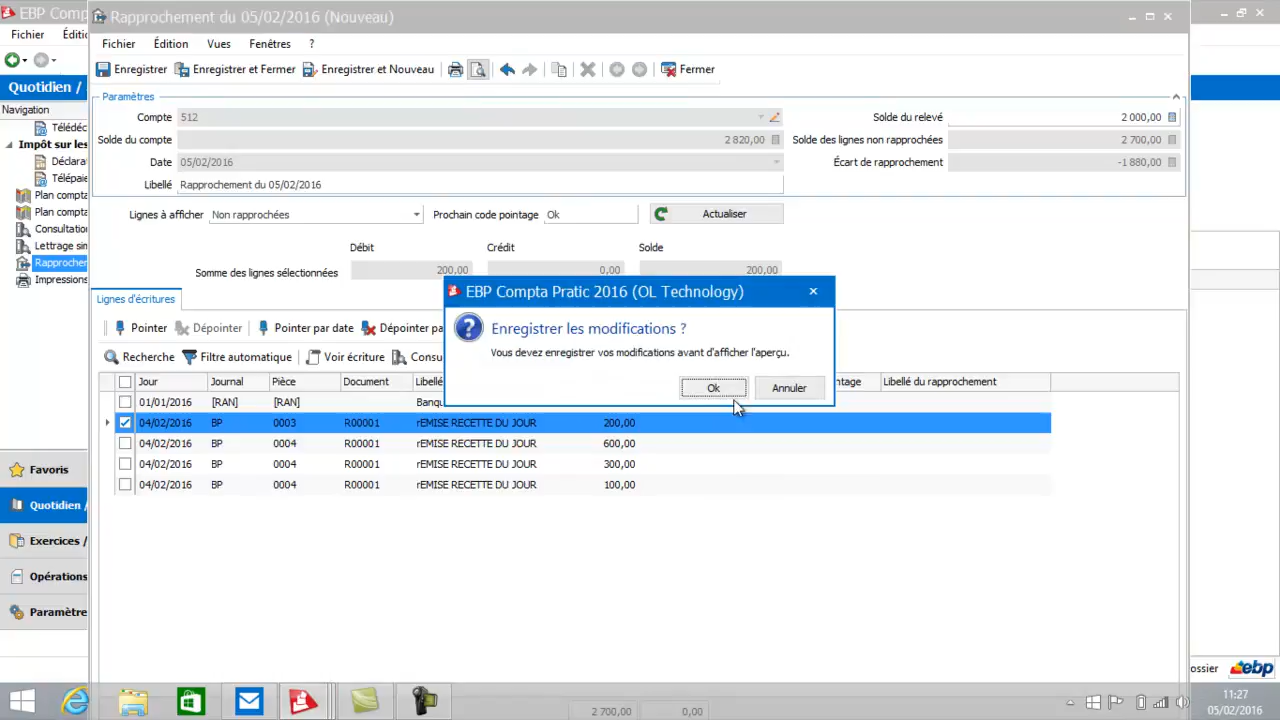 EBP Comp
Rapprochement du 05/02/2016 (Nouveau)
Fichier
Éditi
Fichier Édition Vues Fenêtres ?
Enregistrer Enregistrer et Fermer Enregistrer et Nouveau Fermer
Quotidien /
Navigation
Télédéc
Impôt sur les
Déclara
Télépaie
Plan compta
Plan compta
Consultatio
Lettrage sim
Rapprocher
Impressions
Favoris
Quotidien /
Exercices /
Opérations
Paramètre
Paramètres
Compte 512
Solde du relevé 2 000,00
Solde du compte 2 820,00
Solde des lignes non rapprochées 2 700,00
Date 05/02/2016
Écart de rapprochement -1 880,00
Libellé Rapprochement du 05/02/2016
Lignes à afficher Non rapprochées Prochain code pointage Ok Actualiser
Débit Crédit Solde
Somme des lignes sélectionnées 200,00 0,00 200,00
Lignes d'écritures
Pointer Dépointer Pointer par date Dépointer pa
Recherche Filtre automatique Voir écriture Consu
EBP Compta Pratic 2016 (OL Technology)
Enregistrer les modifications ?
Vous devez enregistrer vos modifications avant d'afficher l'aperçu.
Ok Annuler
Jour Journal Pièce Document Libellé ntage Libellé du rapprochement
01/01/2016 [RAN] [RAN] Banqu
04/02/2016 BP 0003 R00001 rEMISE RECETTE DU JOUR 200,00
04/02/2016 BP 0004 R00001 rEMISE RECETTE DU JOUR 600,00
04/02/2016 BP 0004 R00001 rEMISE RECETTE DU JOUR 300,00
04/02/2016 BP 0004 R00001 rEMISE RECETTE DU JOUR 100,00
ossier ebp
2 700,00 0,00
11:27
05/02/2016